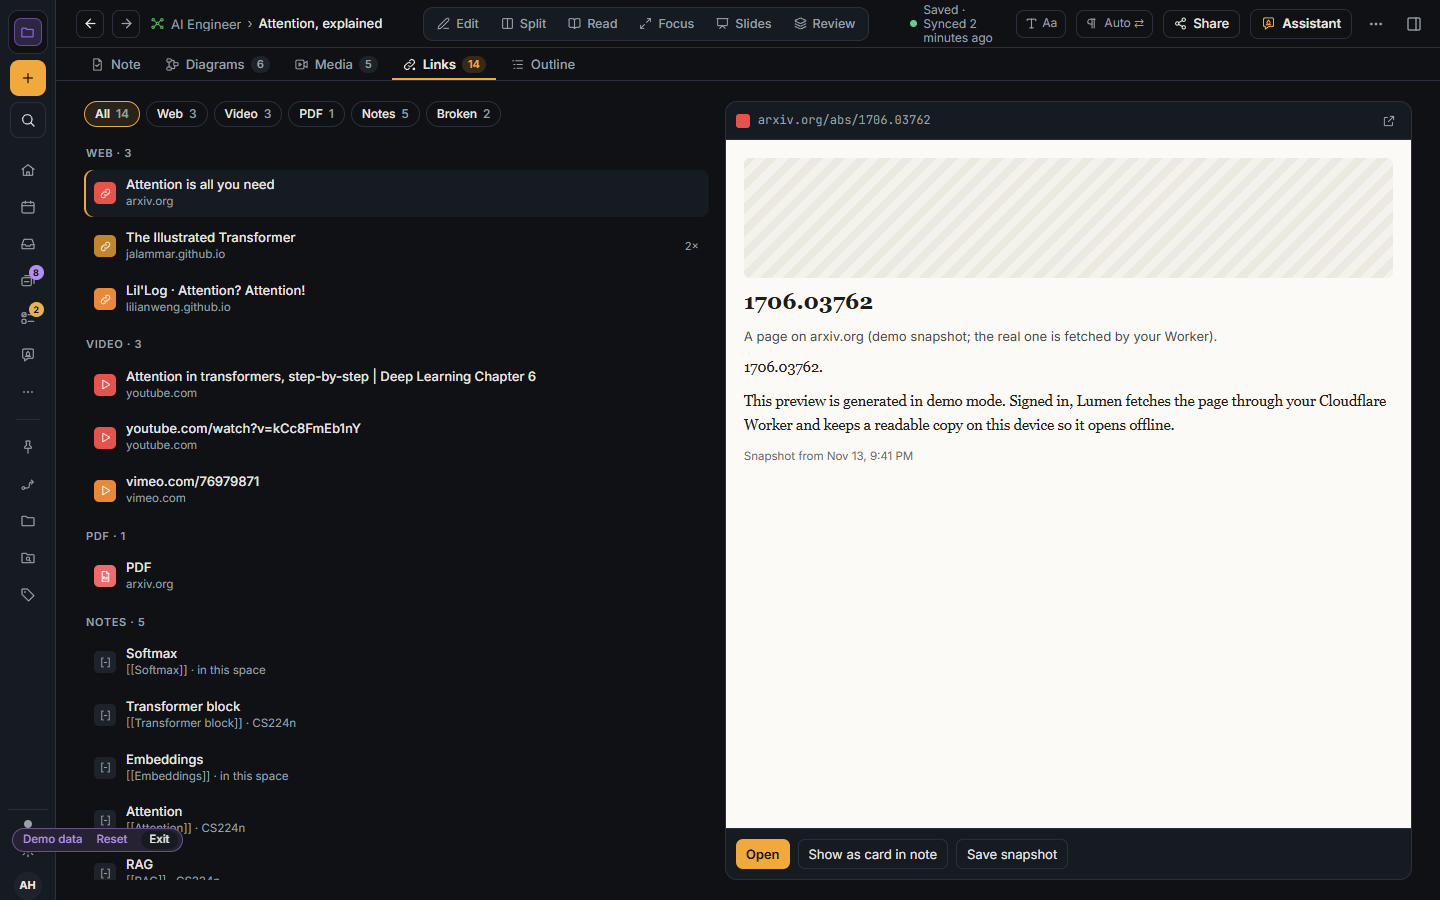 AI Engineer › Attention, explained
Edit
Split
Read
Focus
Slides
Review
Saved ·
Synced 2
minutes ago
Aa
Auto
Share
Assistant
Note
Diagrams 6
Media 5
Links 14
Outline
All 14
Web 3
Video 3
PDF 1
Notes 5
Broken 2
WEB · 3
Attention is all you need
arxiv.org
The Illustrated Transformer
jalammar.github.io
2×
Lil'Log · Attention? Attention!
lilianweng.github.io
VIDEO · 3
Attention in transformers, step-by-step | Deep Learning Chapter 6
youtube.com
youtube.com/watch?v=kCc8FmEb1nY
youtube.com
vimeo.com/76979871
vimeo.com
PDF · 1
PDF
arxiv.org
NOTES · 5
Softmax
[[Softmax]] · in this space
Transformer block
[[Transformer block]] · CS224n
Embeddings
[[Embeddings]] · in this space
Attention
[[Attention]] · CS224n
RAG
[[RAG]] · CS224n
8
2
Demo data
Reset
Exit
AH
arxiv.org/abs/1706.03762
1706.03762
A page on arxiv.org (demo snapshot; the real one is fetched by your Worker).
1706.03762.
This preview is generated in demo mode. Signed in, Lumen fetches the page through your Cloudflare
Worker and keeps a readable copy on this device so it opens offline.
Snapshot from Nov 13, 9:41 PM
Open
Show as card in note
Save snapshot